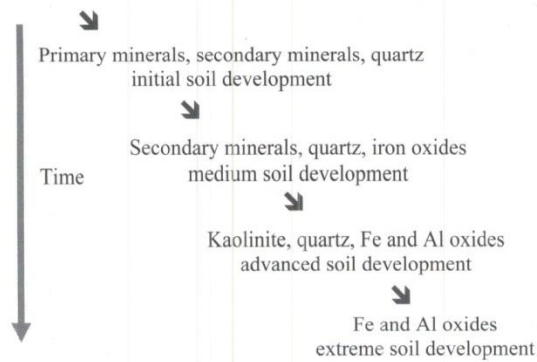 Primary minerals, secondary minerals, quartz
initial soil development
Secondary minerals, quartz, iron oxides
medium soil development
Time
Kaolinite, quartz, Fe and Al oxides
advanced soil development
Fe and Al oxides
extreme soil development